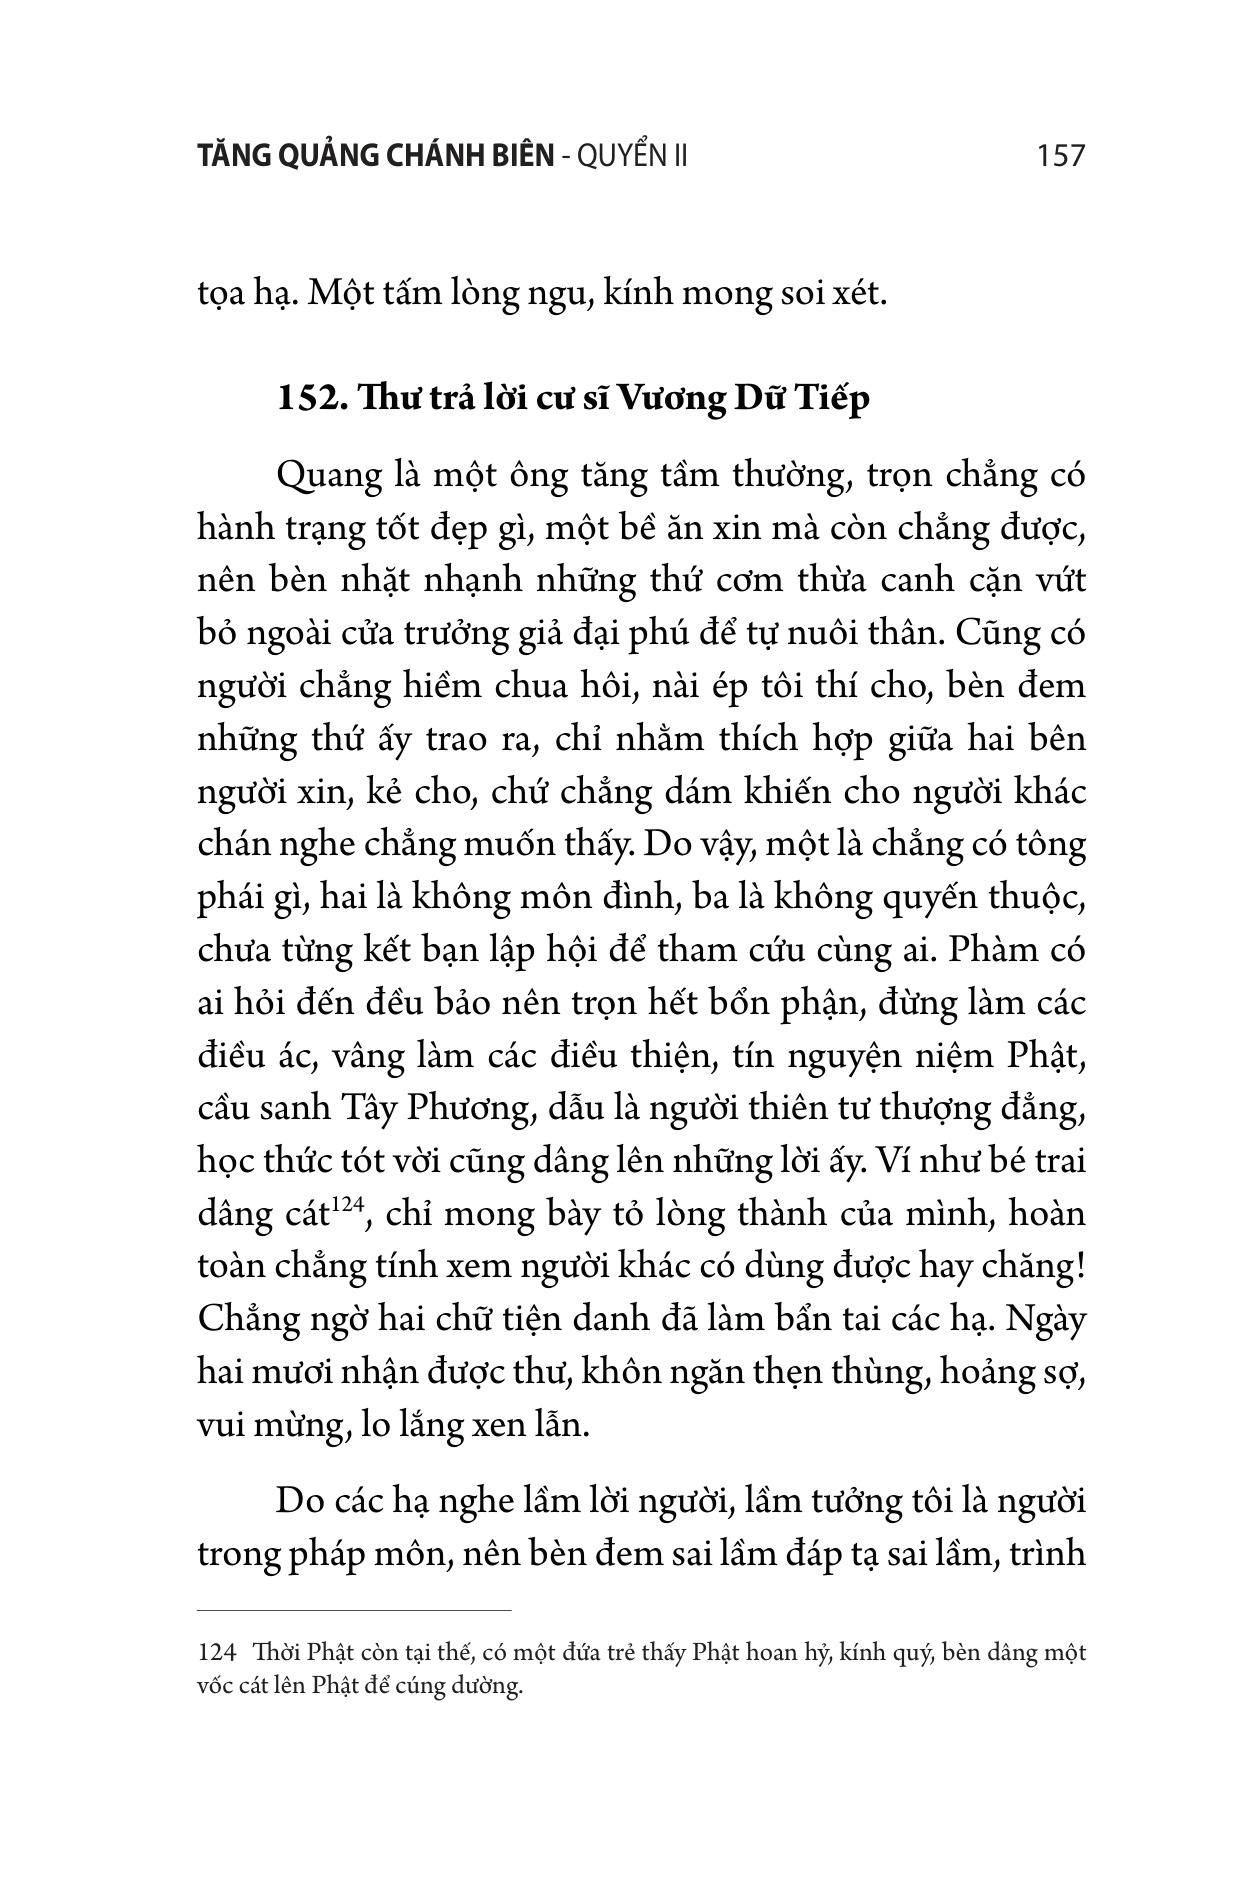 TĂNG QUẢNG CHÁNH BIÊN - QUYỂN II 157
tọa hạ. Một tấm lòng ngu, kính mong soi xét.
152. Thư trả lời cư sĩ Vương Dữ Tiếp
Quang là một ông tăng tầm thường, trọn chẳng có
hành trạng tốt đẹp gì, một bề ăn xin mà còn chẳng được,
nên bèn nhặt nhạnh những thứ cơm thừa canh cặn vứt
bỏ ngoài cửa trưởng giả đại phú để tự nuôi thân. Cũng có
người chẳng hiềm chua hôi, nài ép tôi thí cho, bèn đem
những thứ ấy trao ra, chỉ nhằm thích hợp giữa hai bên
người xin, kẻ cho, chứ chẳng dám khiến cho người khác
chán nghe chẳng muốn thấy. Do vậy, một là chẳng có tông
phái gì, hai là không môn đình, ba là không quyến thuộc,
chưa từng kết bạn lập hội để tham cứu cùng ai. Phàm có
ai hỏi đến đều bảo nên trọn hết bổn phận, đừng làm các
điều ác, vâng làm các điều thiện, tín nguyện niệm Phật,
cầu sanh Tây Phương, dẫu là người thiên tư thượng đẳng,
học thức tót vời cũng dâng lên những lời ấy. Ví như bé trai
dâng cát124, chỉ mong bày tỏ lòng thành của mình, hoàn
toàn chẳng tính xem người khác có dùng được hay chăng!
Chẳng ngờ hai chữ tiện danh đã làm bẩn tai các hạ. Ngày
hai mươi nhận được thư, khôn ngăn thẹn thùng, hoảng sợ,
vui mừng, lo lắng xen lẫn.
Do các hạ nghe lầm lời người, lầm tưởng tôi là người
trong pháp môn, nên bèn đem sai lầm đáp tạ sai lầm, trình
124 Thời Phật còn tại thế, có một đứa trẻ thấy Phật hoan hỷ, kính quý, bèn dâng một
vốc cát lên Phật để cúng dường.